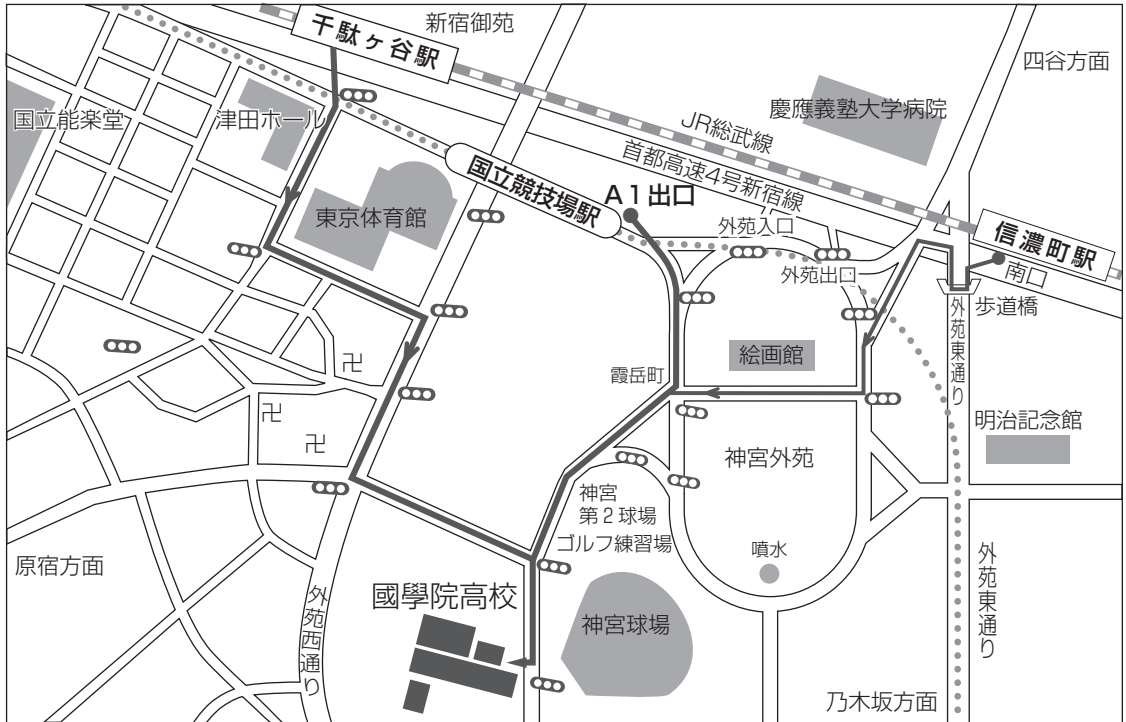 新宿御苑
千駄ヶ谷駅
四谷方面
国立能楽堂
津田ホール
慶應義塾大学病院
JR総武線
首都高速4号新宿線
国立競技場駅
A1出口
東京体育館
外苑入口
信濃町駅
南口
外苑出口
歩道橋
外苑東通り
絵画館
霞岳町
卍
卍
卍
明治記念館
神宮外苑
神宮
第2球場
ゴルフ練習場
噴水
原宿方面
外苑西通り
國學院高校
神宮球場
外苑東通り
乃木坂方面